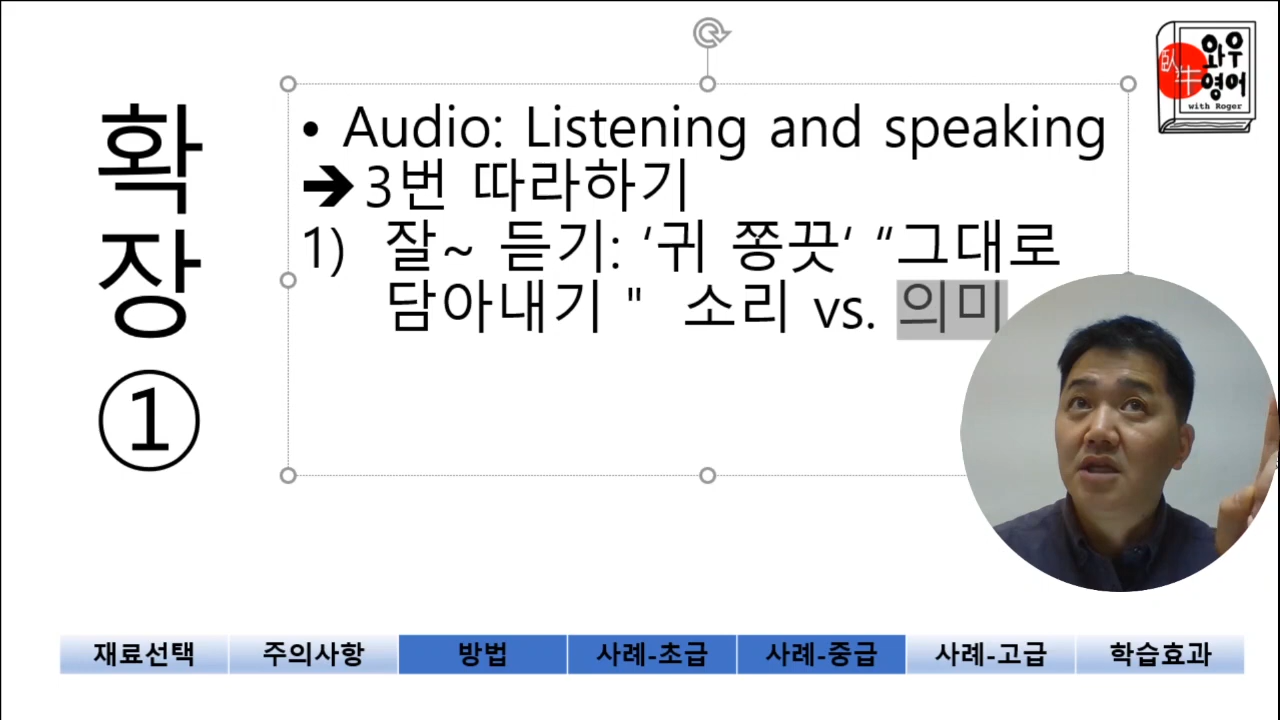 확
장
①
• Audio: Listening and speaking
➔3번 따라하기
1) 잘~ 듣기: ‘귀 쫑끗‘ “그대로
담아내기 " 소리 vs. 의미
臥牛
와우
영어
with Roger
재료선택 주의사항 방법 사례-초급 사례-중급 사례-고급 학습효과